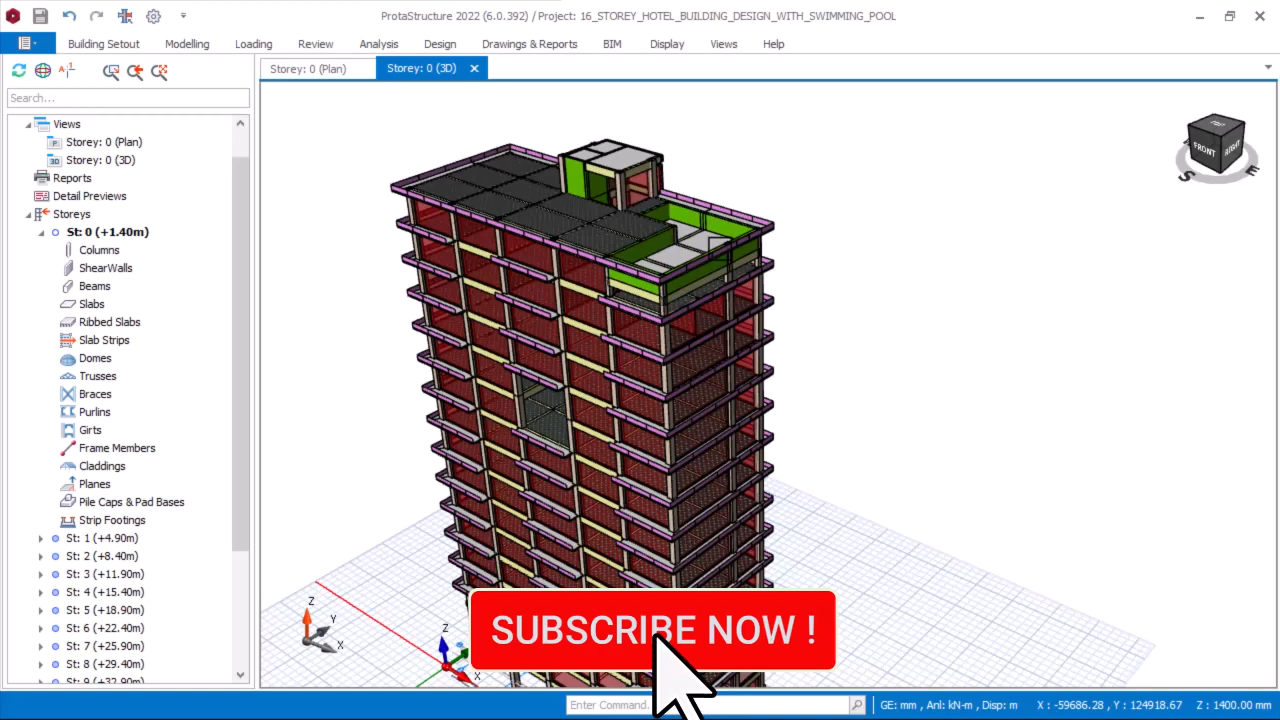 ProtaStructure 2022 (6.0.392) / Project: 16_STOREY_HOTEL_BUILDING_DESIGN_WITH_SWIMMING_POOL
Building Setout Modelling Loading Review Analysis Design Drawings & Reports BIM Display Views Help
Storey: 0 (Plan)
Storey: 0 (3D)
Search...
Views
Storey: 0 (Plan)
Storey: 0 (3D)
Reports
Detail Previews
Storeys
St: 0 (+1.40m)
Columns
ShearWalls
Beams
Slabs
Ribbed Slabs
Slab Strips
Domes
Trusses
Braces
Purlins
Girts
Frame Members
Claddings
Planes
Pile Caps & Pad Bases
Strip Footings
St: 1 (+4.90m)
St: 2 (+8.40m)
St: 3 (+11.90m)
St: 4 (+15.40m)
St: 5 (+18.90m)
St: 6 (+22.40m)
St: 7 (+25.90m)
St: 8 (+29.40m)
St: 9 (+32.90m)
FRONT
RIGHT
S
E
Z
Y
X
Z
X
SUBSCRIBE NOW !
Enter Command.
GE: mm , Anl: kN-m , Disp: m
X : -59686.28 , Y : 124918.67
Z : 1400.00 mm